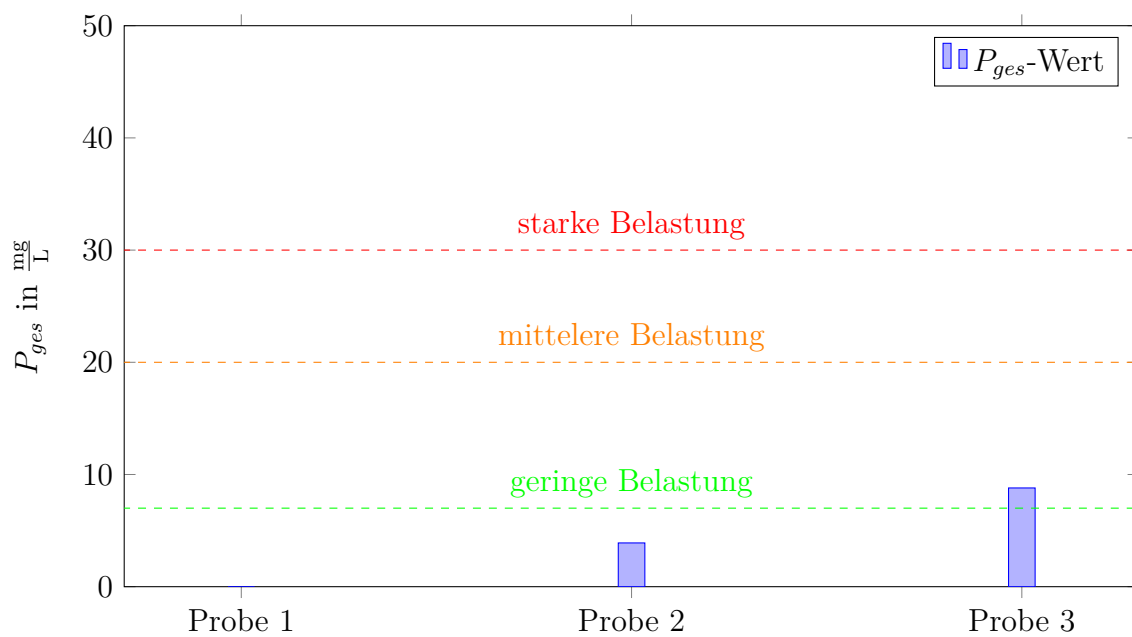 50
P_ges-Wert
40
starke Belastung
30
P_ges in mg/L
mittelere Belastung
20
geringe Belastung
10
0
Probe 1 Probe 2 Probe 3